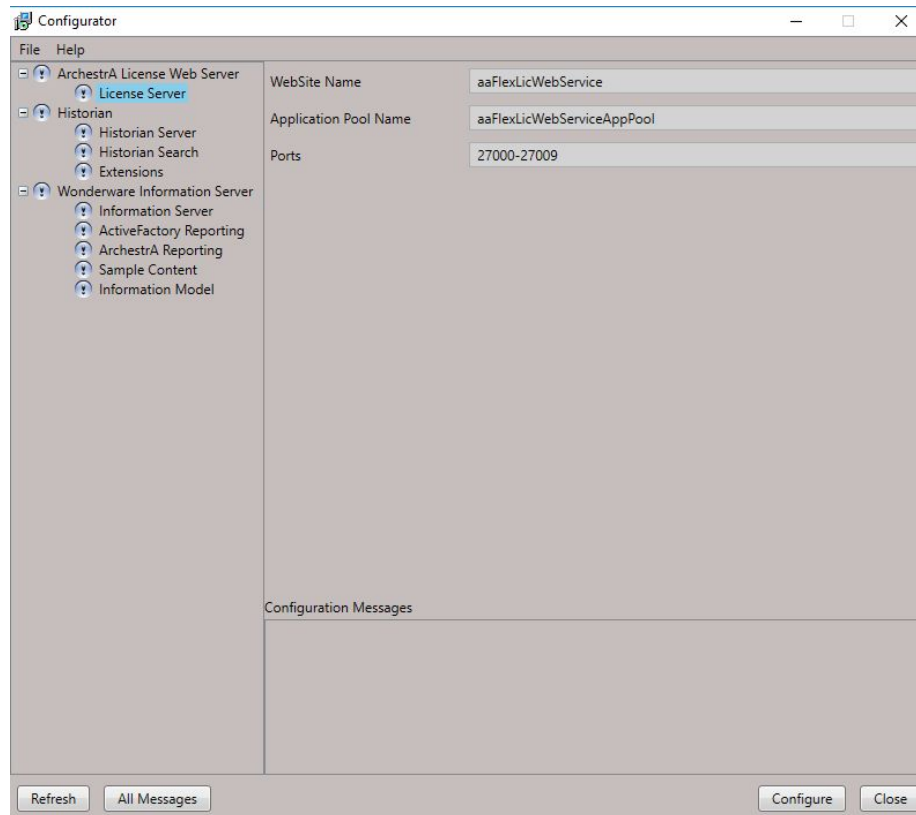 Configurator
File Help
ArchestrA License Web Server
License Server
Historian
Historian Server
Historian Search
Extensions
Wonderware Information Server
Information Server
ActiveFactory Reporting
ArchestrA Reporting
Sample Content
Information Model
WebSite Name aaFlexLicWebService
Application Pool Name aaFlexLicWebServiceAppPool
Ports 27000-27009
Configuration Messages
Refresh All Messages Configure Close